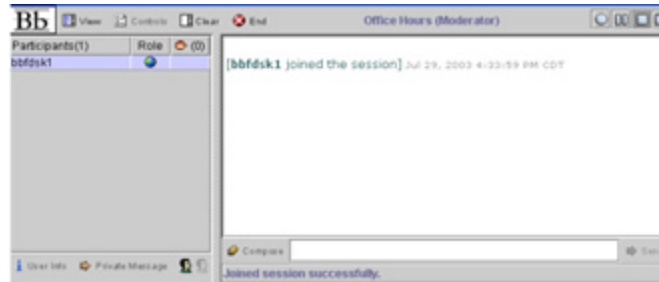 Bb View Controls Clear End Office Hours (Moderator)
Participants(1) Role (0)
bbfdsk1
[bbfdsk1 joined the session] Jul 29, 2003 4:33:59 PM CDT
Compose
User Info Private Message
Joined session successfully.